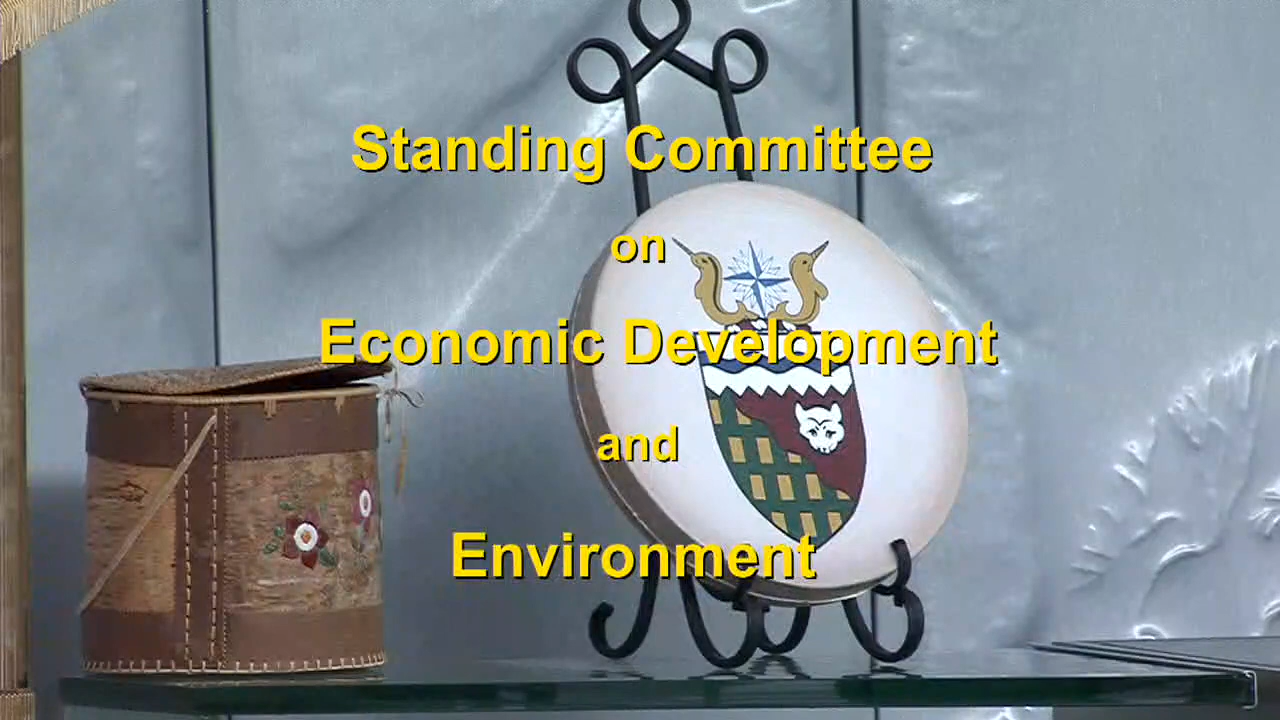 Standing Committee
on
Economic Development
and
Environment